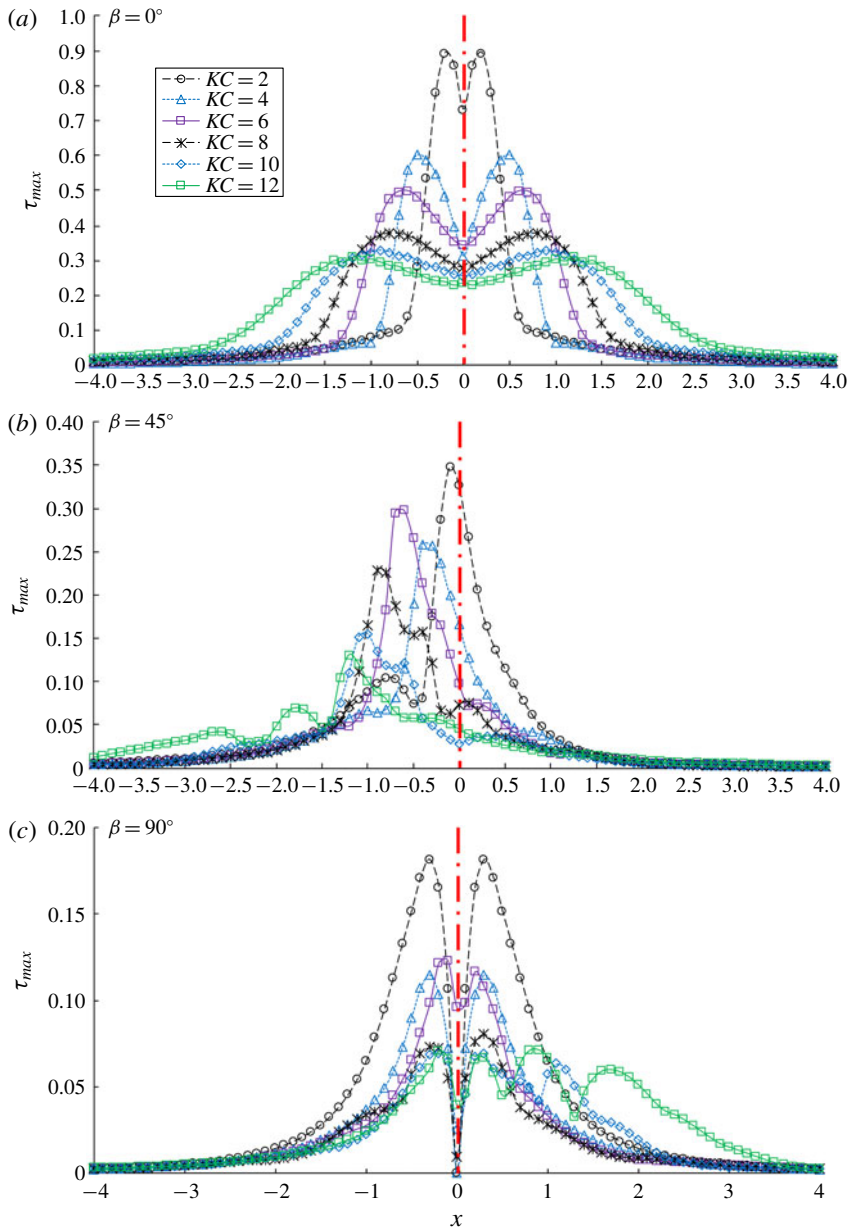 (a) β = 0°
1.0
0.9
0.8
0.7
0.6
0.5
0.4
0.3
0.2
0.1
0
τmax
KC = 2
KC = 4
KC = 6
KC = 8
KC = 10
KC = 12
−4.0 −3.5 −3.0 −2.5 −2.0 −1.5 −1.0 −0.5 0 0.5 1.0 1.5 2.0 2.5 3.0 3.5 4.0
(b) β = 45°
0.40
0.35
0.30
0.25
0.20
0.15
0.10
0.05
0
τmax
−4.0 −3.5 −3.0 −2.5 −2.0 −1.5 −1.0 −0.5 0 0.5 1.0 1.5 2.0 2.5 3.0 3.5 4.0
(c) β = 90°
0.20
0.15
0.10
0.05
0
τmax
−4 −3 −2 −1 0 1 2 3 4
x